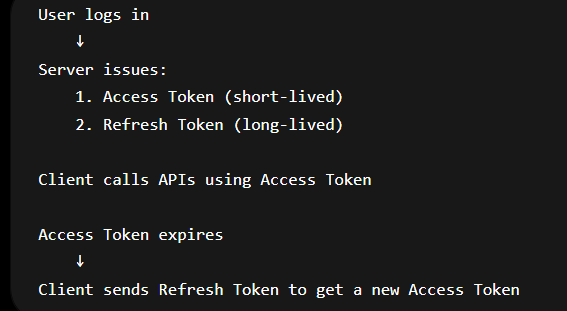 User logs in
↓
Server issues:
1. Access Token (short-lived)
2. Refresh Token (long-lived)
Client calls APIs using Access Token
Access Token expires
↓
Client sends Refresh Token to get a new Access Token